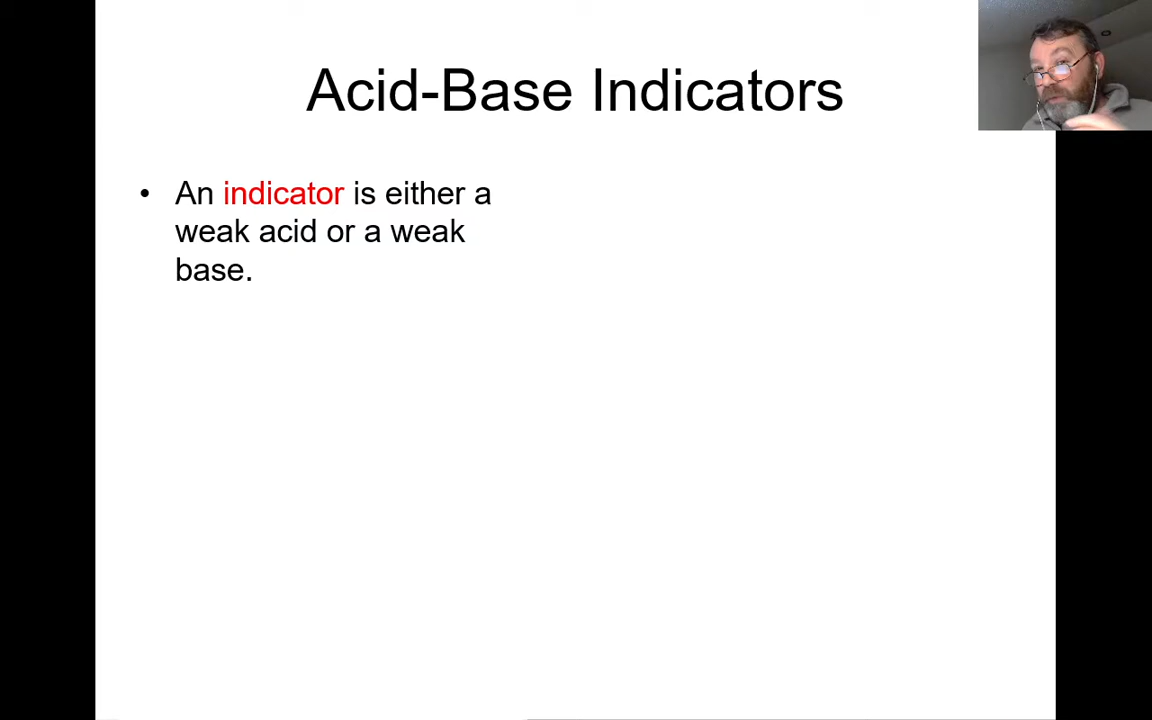 Acid-Base Indicators
• An indicator is either a
weak acid or a weak
base.